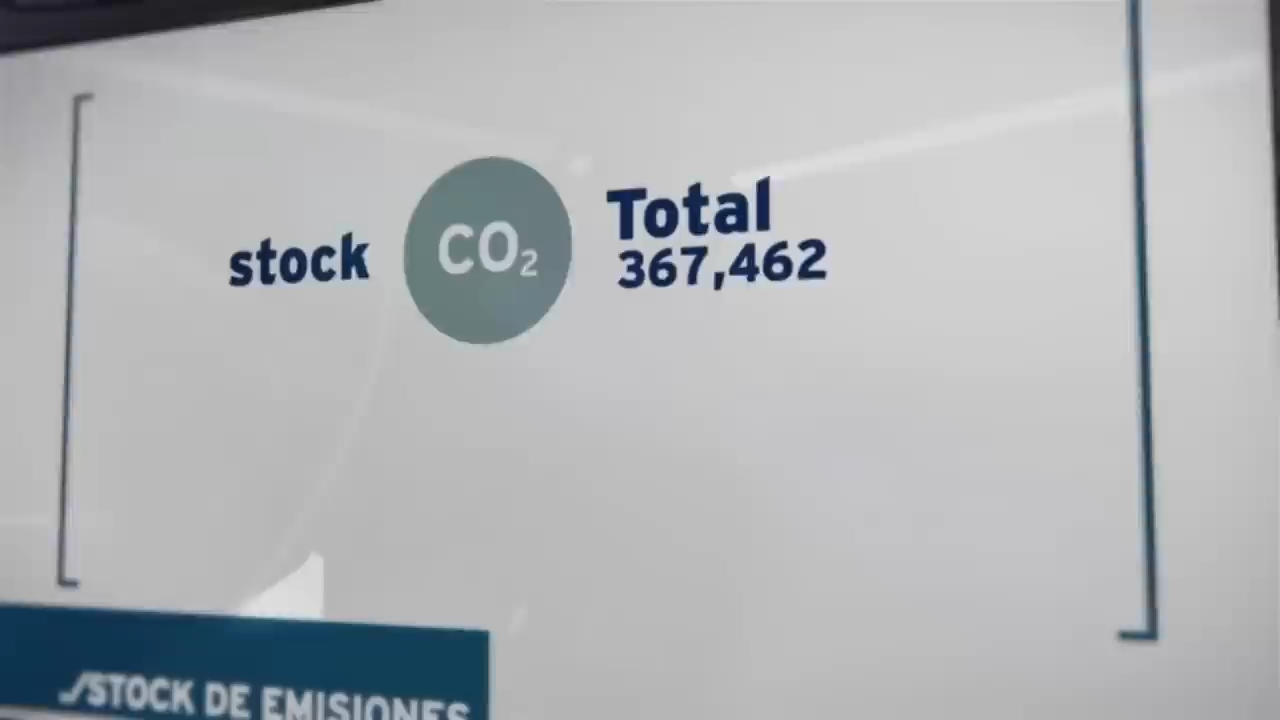 stock
CO₂
Total
367,462
STOCK DE EMISIONES